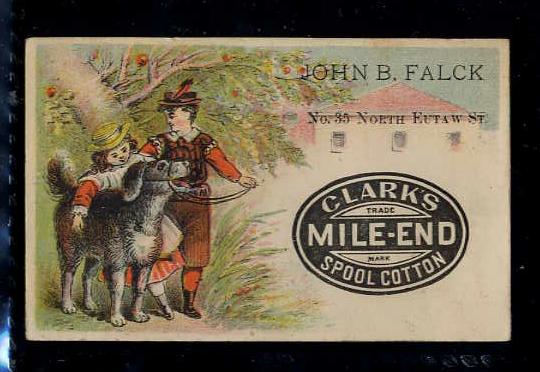 JOHN B. FALCK
No. 35 NORTH EUTAW ST.
CLARK'S
TRADE
MILE-END
MARK
SPOOL COTTON